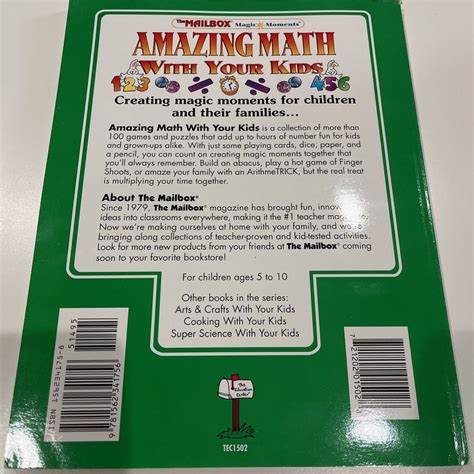 The MAILBOX® Magic Moments™
AMAZING MATH
WITH YOUR KIDS
123 456
Creating magic moments for children
and their families...
Amazing Math With Your Kids is a collection of more than
100 games and puzzles that add up to hours of number fun for kids
and grown-ups alike. With just some playing cards, dice, paper, and
a pencil, you can count on creating magic moments together that
you'll always remember. Build an abacus, play a hot game of Finger
Shoots, or amaze your family with an ArithmeTRICK, but the real treat
is multiplying your time together.
About The Mailbox®
Since 1979, The Mailbox® magazine has brought fun,
ideas into classrooms everywhere, making it the #1 teacher
Now we're making ourselves at home with your family, and
bringing along collections of teacher-proven and kid-tested activities.
Look for more new products from your friends at The Mailbox® coming
soon to your favorite bookstore!
For children ages 5 to 10
Other books in the series:
Arts & Crafts With Your Kids
Cooking With Your Kids
Super Science With Your Kids
51495
ISBN 156234175-8
9781562341756
7 21202 01502
The
Education
Center®
TEC1502